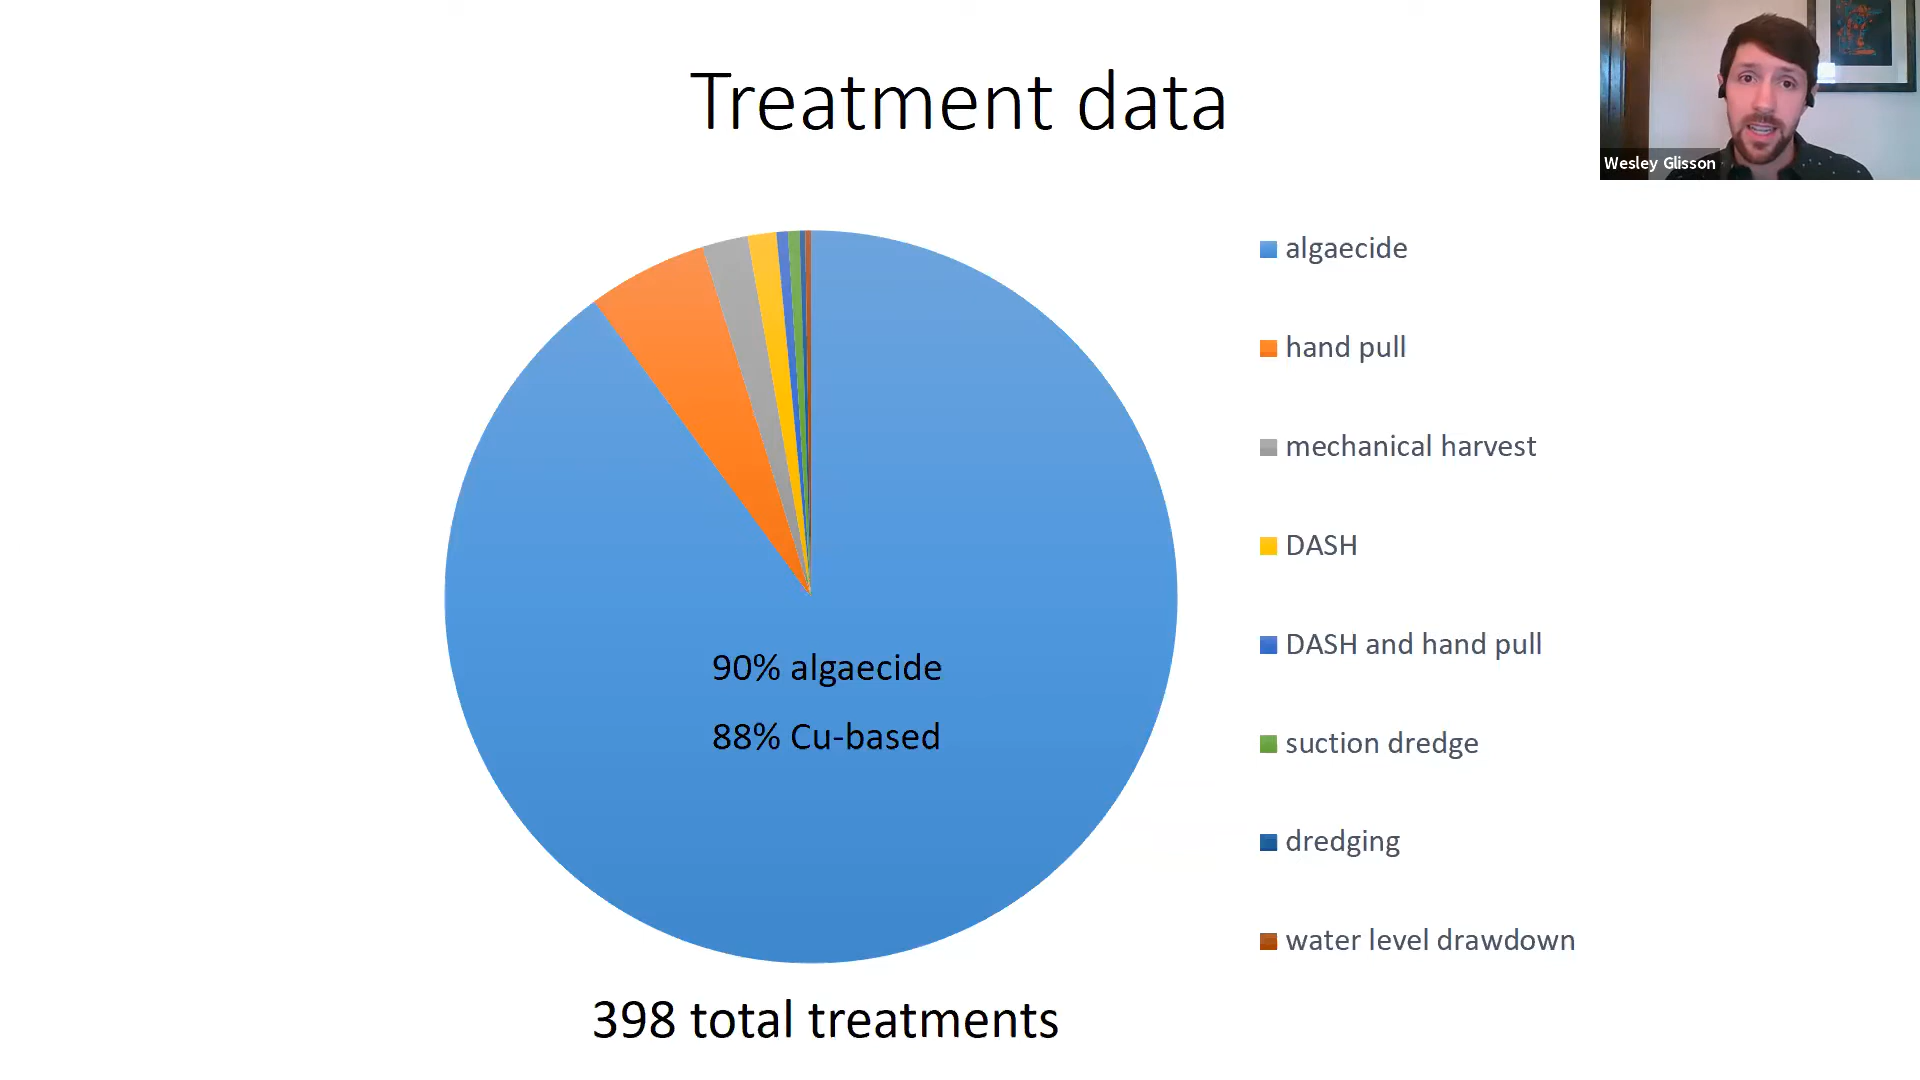 Treatment data
Wesley Glisson
algaecide
hand pull
mechanical harvest
DASH
DASH and hand pull
suction dredge
dredging
water level drawdown
90% algaecide
88% Cu-based
398 total treatments